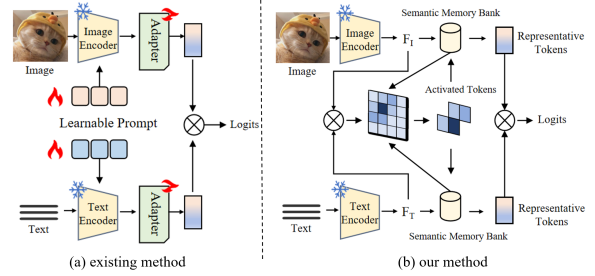 Image
Image
Encoder
Adapter
Learnable Prompt
Logits
Text
Text
Encoder
Adapter
(a) existing method
Image
Image
Encoder
F_I
Semantic Memory Bank
Representative
Tokens
Activated Tokens
Logits
Text
Text
Encoder
F_T
Semantic Memory Bank
Representative
Tokens
(b) our method